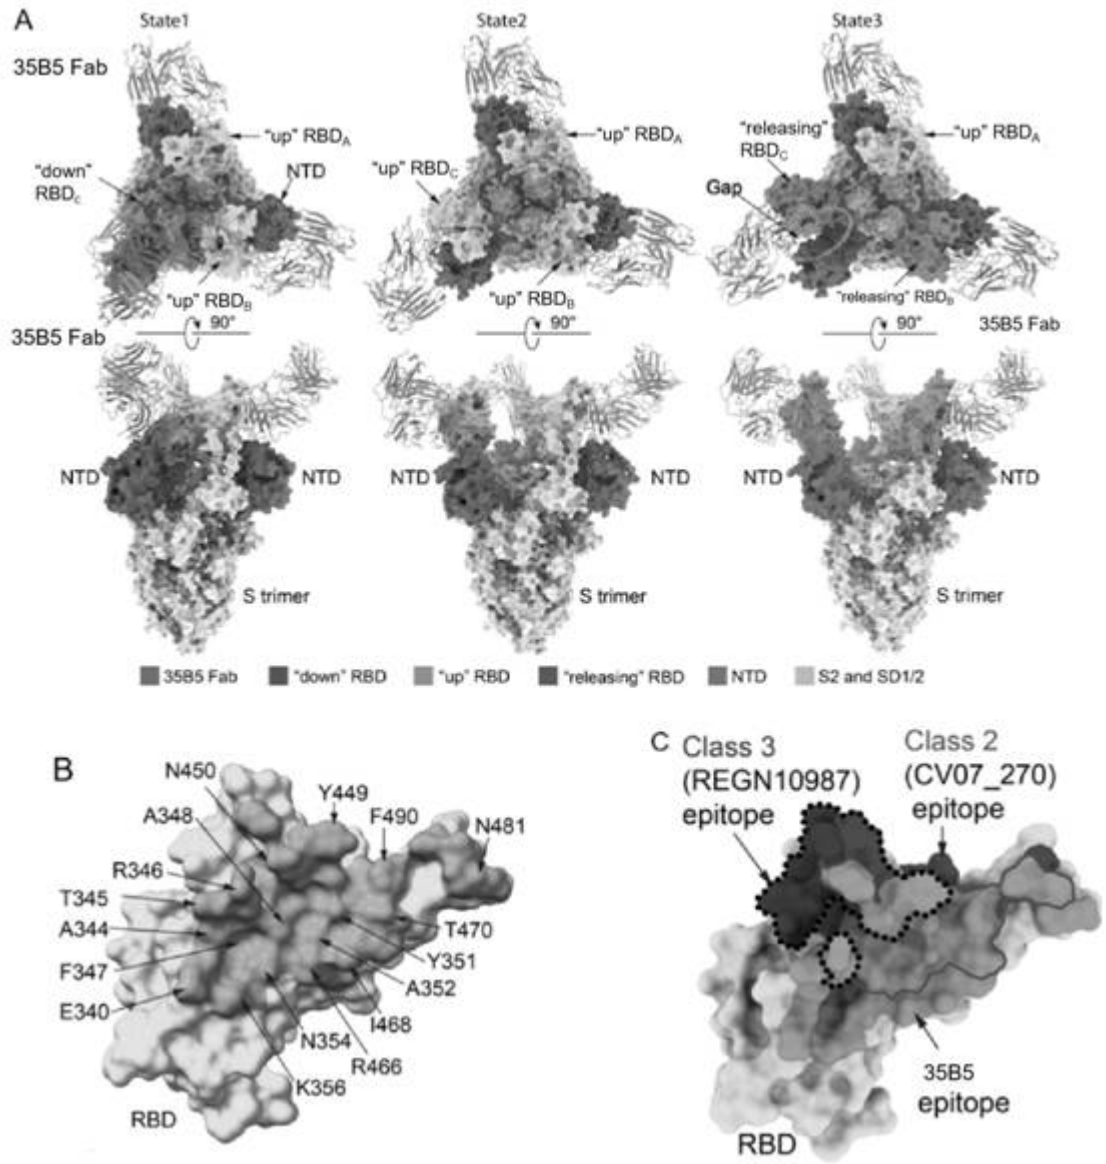 A
State1
State2
State3
35B5 Fab
"up" RBDA
"down"
RBDc
NTD
"up" RBDB
"up" RBDA
"up" RBDC
"up" RBDB
"releasing"
RBDC
"up" RBDA
Gap
"releasing" RBDB
35B5 Fab
90°
90°
90°
35B5 Fab
NTD
NTD
NTD
NTD
NTD
NTD
S trimer
S trimer
S trimer
35B5 Fab
"down" RBD
"up" RBD
"releasing" RBD
NTD
S2 and SD1/2
B
N450
Y449
A348
F490
N481
R346
T345
A344
F347
E340
T470
Y351
A352
I468
N354
R466
K356
RBD
C
Class 3
(REGN10987)
epitope
Class 2
(CV07_270)
epitope
35B5
epitope
RBD